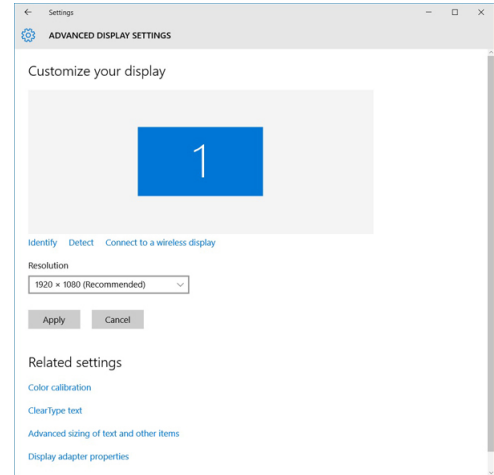 Settings
ADVANCED DISPLAY SETTINGS
Customize your display
1
Identify Detect Connect to a wireless display
Resolution
1920 × 1080 (Recommended)
Apply Cancel
Related settings
Color calibration
ClearType text
Advanced sizing of text and other items
Display adapter properties